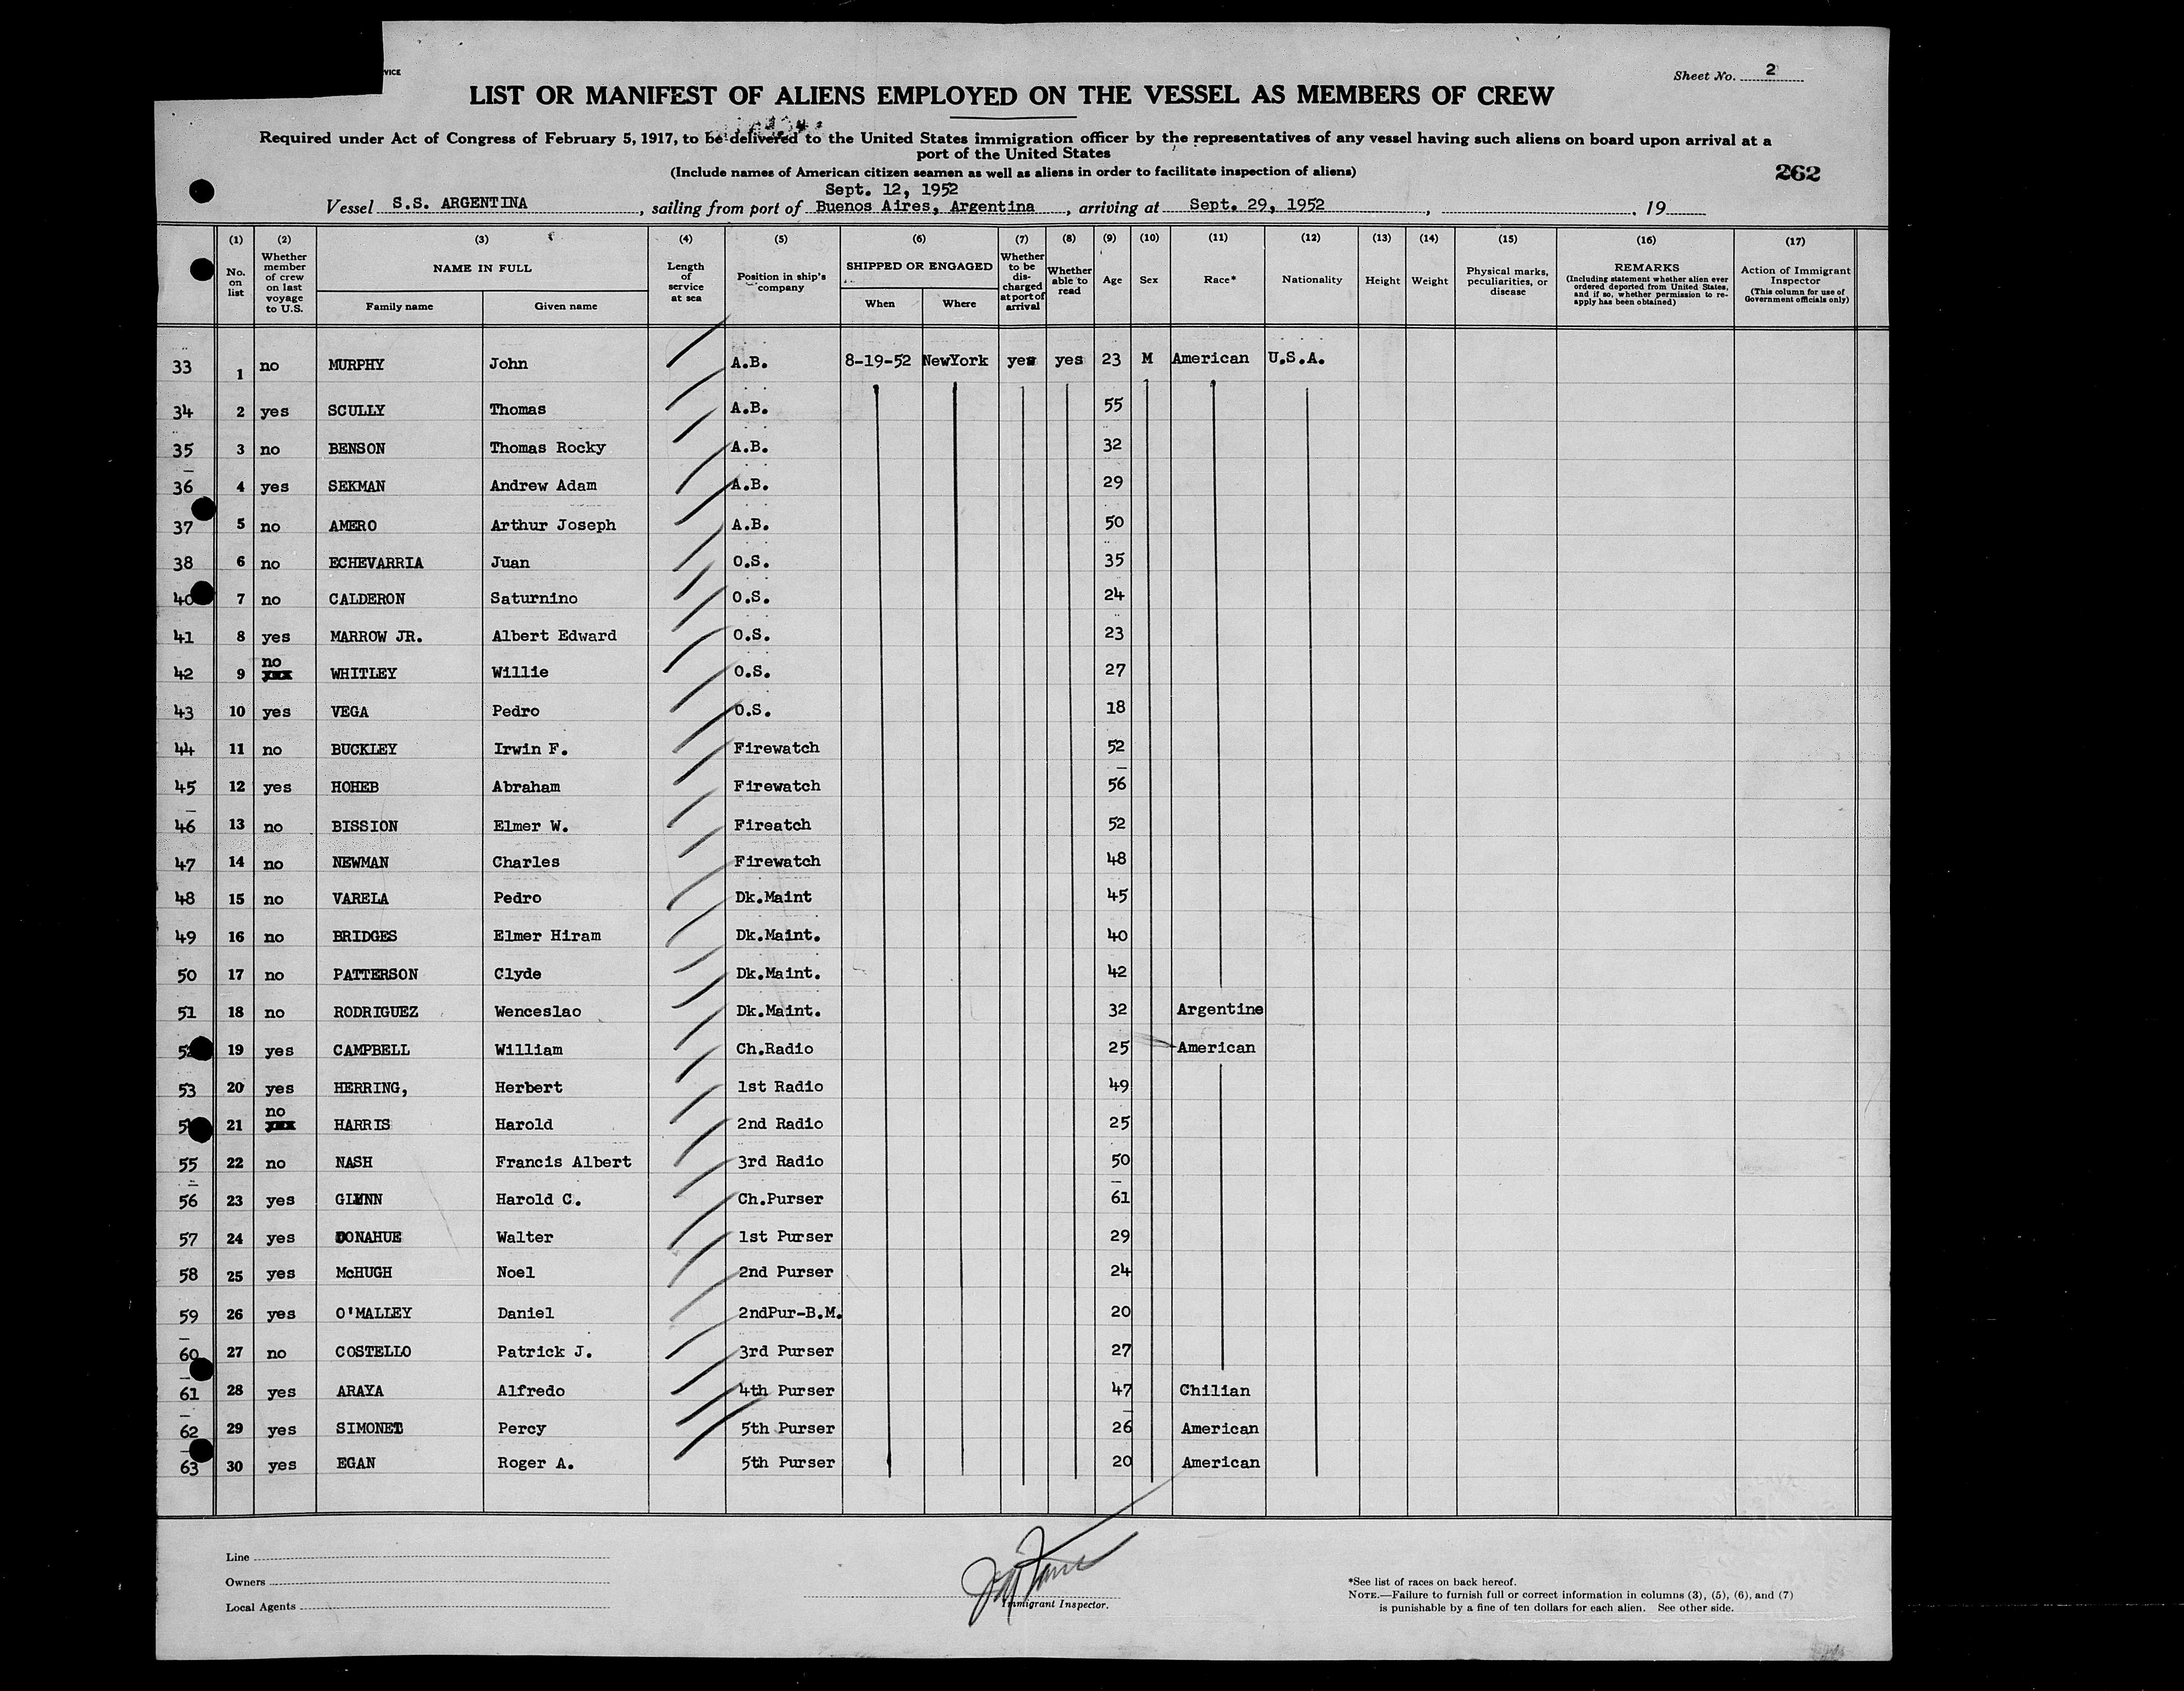 VICE
Sheet No. 2
LIST OR MANIFEST OF ALIENS EMPLOYED ON THE VESSEL AS MEMBERS OF CREW
Required under Act of Congress of February 5, 1917, to be delivered to the United States immigration officer by the representatives of any vessel having such aliens on board upon arrival at a
port of the United States
(Include names of American citizen seamen as well as aliens in order to facilitate inspection of aliens)
262
Sept. 12, 1952
Vessel S.S. ARGENTINA, sailing from port of Buenos Aires, Argentina, arriving at Sept. 29, 1952, , 19
(1) (2) (3) (4) (5) (6) (7) (8) (9) (10) (11) (12) (13) (14) (15) (16) (17)
No. on list
Whether member of crew on last voyage to U.S.
NAME IN FULL
Family name Given name
Length of service at sea
Position in ship's company
SHIPPED OR ENGAGED
When Where
Whether to be discharged at port of arrival
Whether able to read
Age
Sex
Race*
Nationality
Height
Weight
Physical marks, peculiarities, or disease
REMARKS
(Including statement whether alien ever ordered deported from United States, and if so, whether permission to reapply has been obtained)
Action of Immigrant Inspector
(This column for use of Government officials only)
33 1 no MURPHY John A.B. 8-19-52 NewYork yes yes 23 M American U.S.A.
34 2 yes SCULLY Thomas A.B. 55
35 3 no BENSON Thomas Rocky A.B. 32
36 4 yes SEKMAN Andrew Adam A.B. 29
37 5 no AMERO Arthur Joseph A.B. 50
38 6 no ECHEVARRIA Juan O.S. 35
40 7 no CALDERON Saturnino O.S. 24
41 8 yes MARROW JR. Albert Edward O.S. 23
42 9 no WHITLEY Willie O.S. 27
43 10 yes VEGA Pedro O.S. 18
44 11 no BUCKLEY Irwin F. Firewatch 52
45 12 yes HOHEB Abraham Firewatch 56
46 13 no BISSION Elmer W. Fireatch 52
47 14 no NEWMAN Charles Firewatch 48
48 15 no VARELA Pedro Dk.Maint 45
49 16 no BRIDGES Elmer Hiram Dk.Maint. 40
50 17 no PATTERSON Clyde Dk.Maint. 42
51 18 no RODRIGUEZ Wenceslao Dk.Maint. 32 Argentine
52 19 yes CAMPBELL William Ch.Radio 25 American
53 20 yes HERRING, Herbert 1st Radio 49
5 21 no HARRIS Harold 2nd Radio 25
55 22 no NASH Francis Albert 3rd Radio 50
56 23 yes GLYNN Harold C. Ch.Purser 61
57 24 yes DONAHUE Walter 1st Purser 29
58 25 yes McHUGH Noel 2nd Purser 24
59 26 yes O'MALLEY Daniel 2ndPur-B.M. 20
60 27 no COSTELLO Patrick J. 3rd Purser 27
61 28 yes ARAYA Alfredo 4th Purser 47 Chilian
62 29 yes SIMONET Percy 5th Purser 26 American
63 30 yes EGAN Roger A. 5th Purser 20 American
Line
Owners
Local Agents
Immigrant Inspector.
*See list of races on back hereof.
NOTE.—Failure to furnish full or correct information in columns (3), (5), (6), and (7)
is punishable by a fine of ten dollars for each alien. See other side.